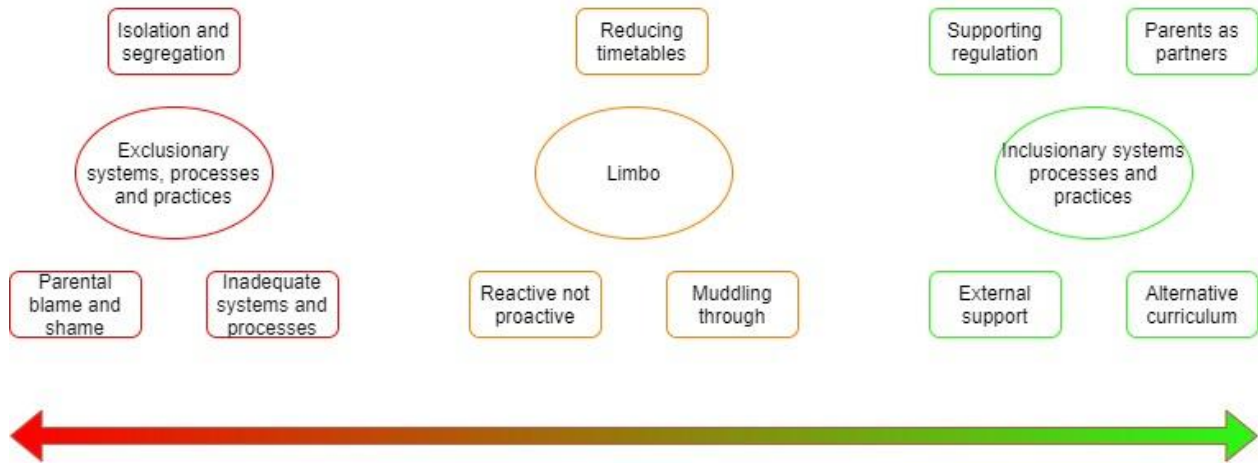 Isolation and
segregation
Reducing
timetables
Supporting
regulation
Parents as
partners
Exclusionary
systems, processes
and practices
Limbo
Inclusionary systems
processes and
practices
Parental
blame and
shame
Inadequate
systems and
processes
Reactive not
proactive
Muddling
through
External
support
Alternative
curriculum